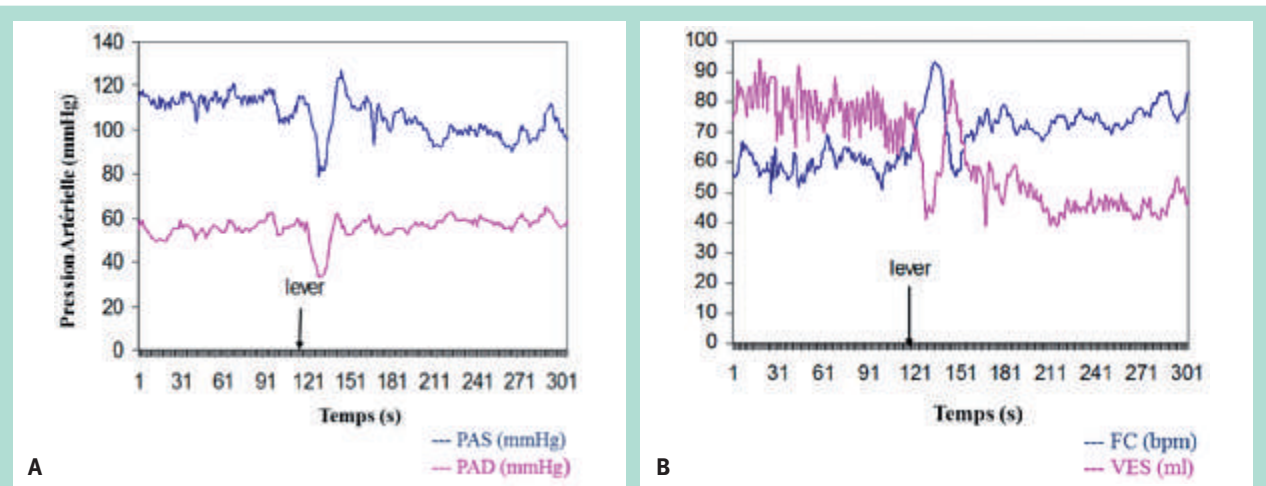 Pression Artérielle (mmHg)
140
120
100
80
60
40
20
0
lever
1 31 61 91 121 151 181 211 241 271 301
Temps (s)
--- PAS (mmHg)
--- PAD (mmHg)
A
100
90
80
70
60
50
40
30
20
10
0
lever
1 31 61 91 121 151 181 211 241 271 301
Temps (s)
--- FC (bpm)
--- VES (ml)
B